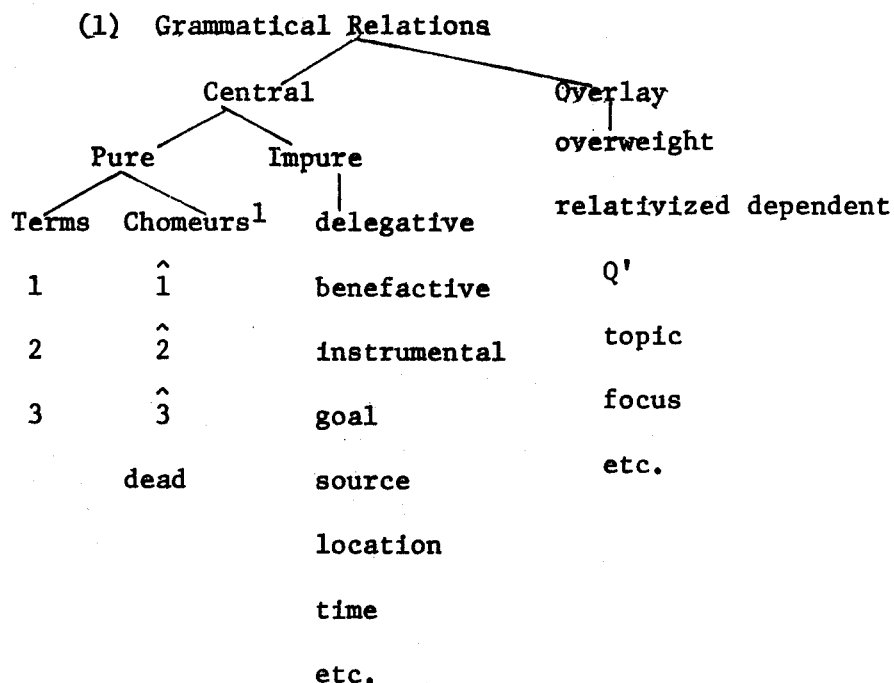 (1) Grammatical Relations
Central Overlay
Pure Impure overweight
Terms Chomeurs1 delegative relativized dependent
1 1̂ benefactive Q'
2 2̂ instrumental topic
3 3̂ goal focus
dead source etc.
location
time
etc.